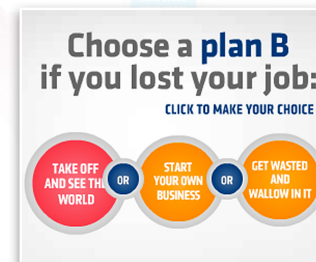 Choose a plan B
if you lost your job:
CLICK TO MAKE YOUR CHOICE
TAKE OFF
AND SEE THE
WORLD
OR
START
YOUR OWN
BUSINESS
OR
GET WASTED
AND
WALLOW IN IT